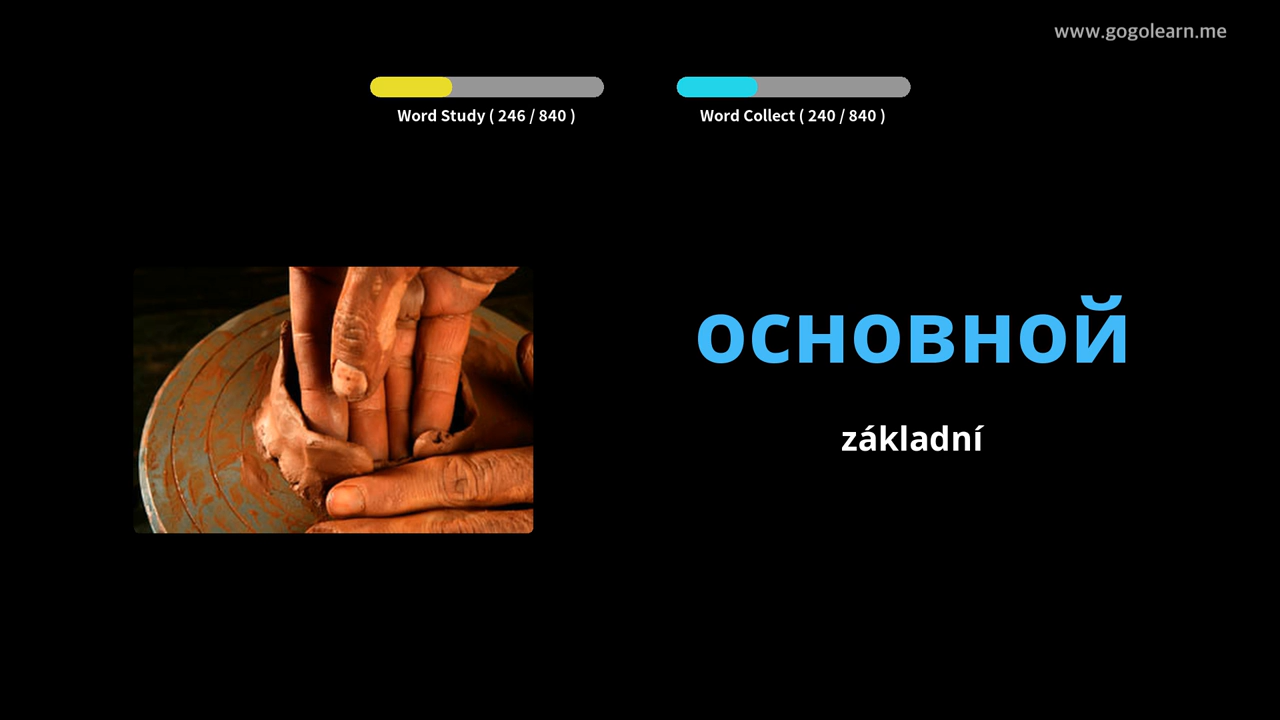 www.gogolearn.me
Word Study ( 246 / 840 )
Word Collect ( 240 / 840 )
основной
základní